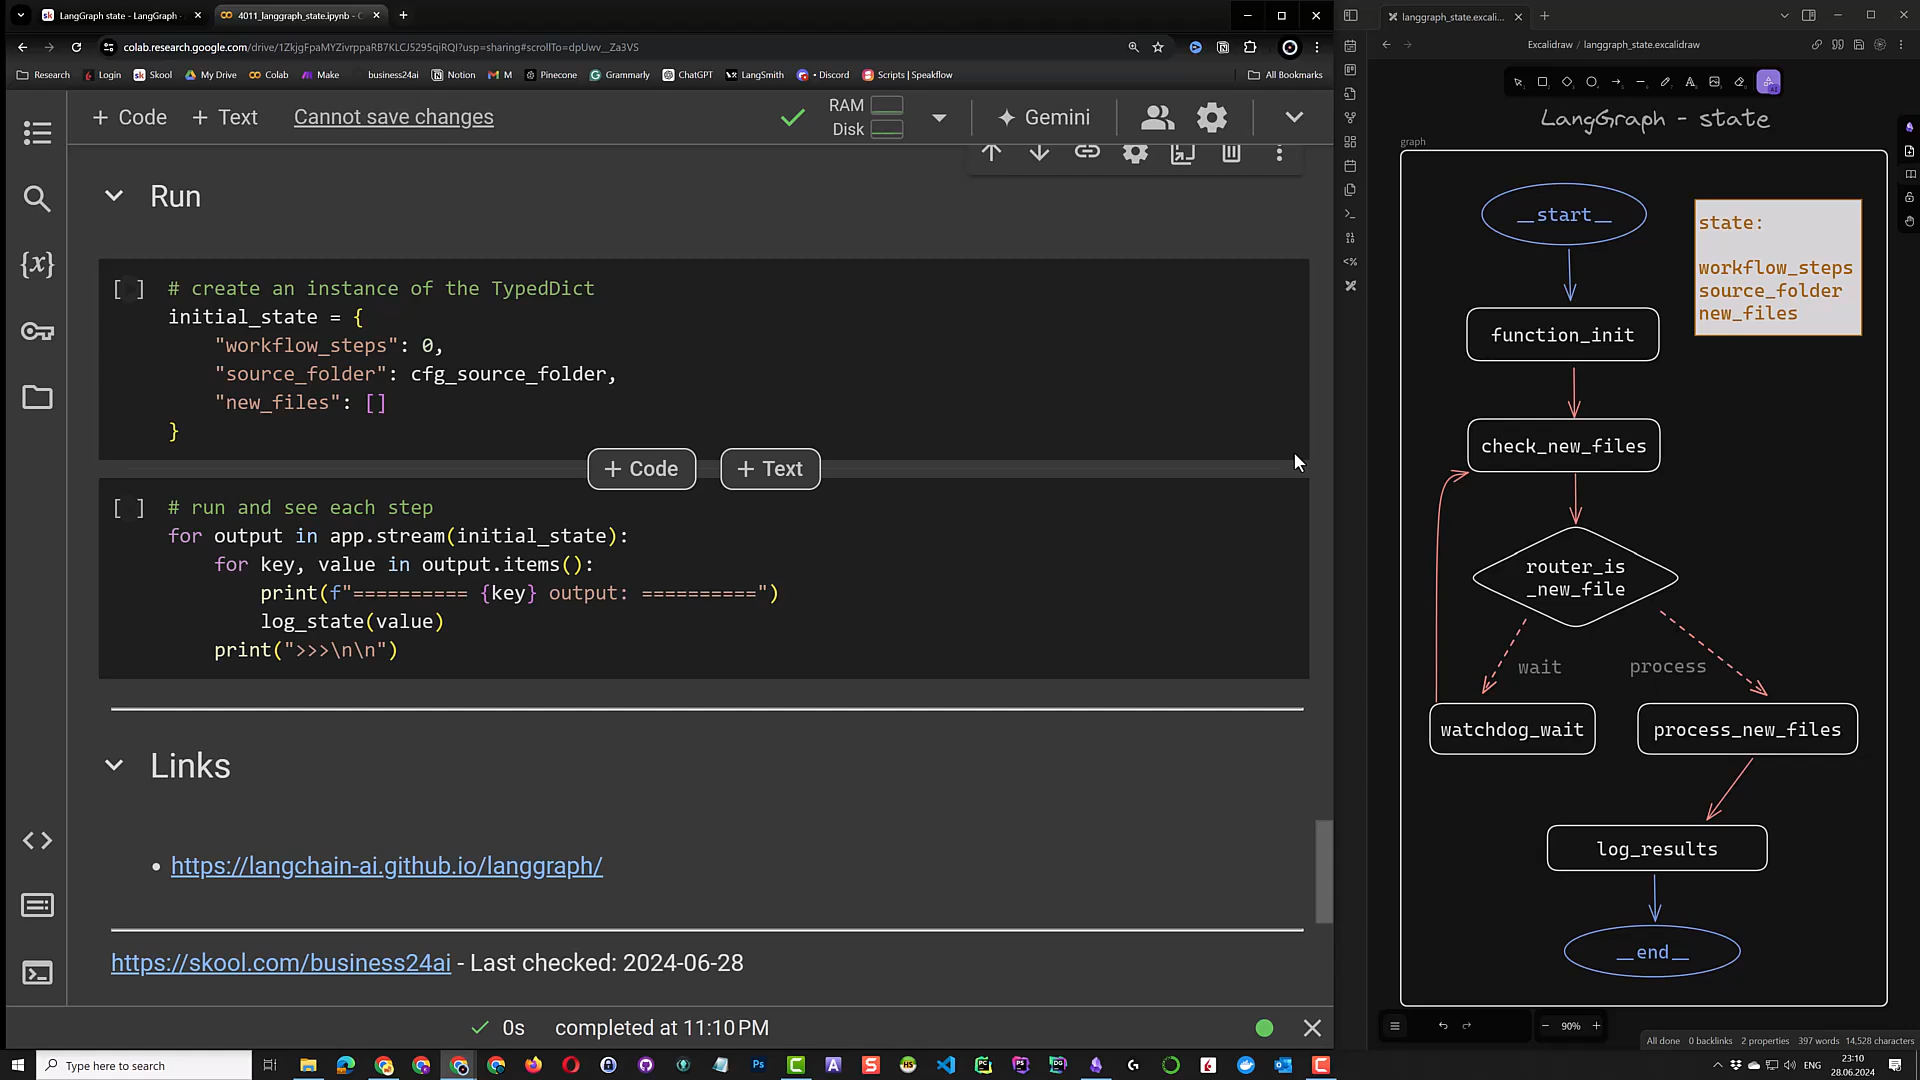 LangGraph state - LangGraph
4011_langgraph_state.ipynb - C
colab.research.google.com/drive/1ZkjgFpaMYZivrppaRB7KLCJ5295qiRQI?usp=sharing#scrollTo=dpUwv__Za3VS
Research
Login
Skool
My Drive
Colab
Make
business24ai
Notion
M
Pinecone
Grammarly
ChatGPT
LangSmith
• Discord
Scripts | Speakflow
All Bookmarks
+ Code
+ Text
Cannot save changes
RAM
Disk
Gemini
Run
[ ]
# create an instance of the TypedDict
initial_state = {
"workflow_steps": 0,
"source_folder": cfg_source_folder,
"new_files": []
}
+ Code
+ Text
[ ]
# run and see each step
for output in app.stream(initial_state):
for key, value in output.items():
print(f"========== {key} output: ==========")
log_state(value)
print(">>>\n\n")
Links
• https://langchain-ai.github.io/langgraph/
https://skool.com/business24ai - Last checked: 2024-06-28
0s
completed at 11:10 PM
langgraph_state.excali...
Excalidraw / langgraph_state.excalidraw
LangGraph - state
graph
__start__
state:
workflow_steps
source_folder
new_files
function_init
check_new_files
router_is
_new_file
wait
process
watchdog_wait
process_new_files
log_results
__end__
90%
All done
0 backlinks
2 properties
397 words
14,528 characters
Type here to search
ENG
23:10
28.06.2024